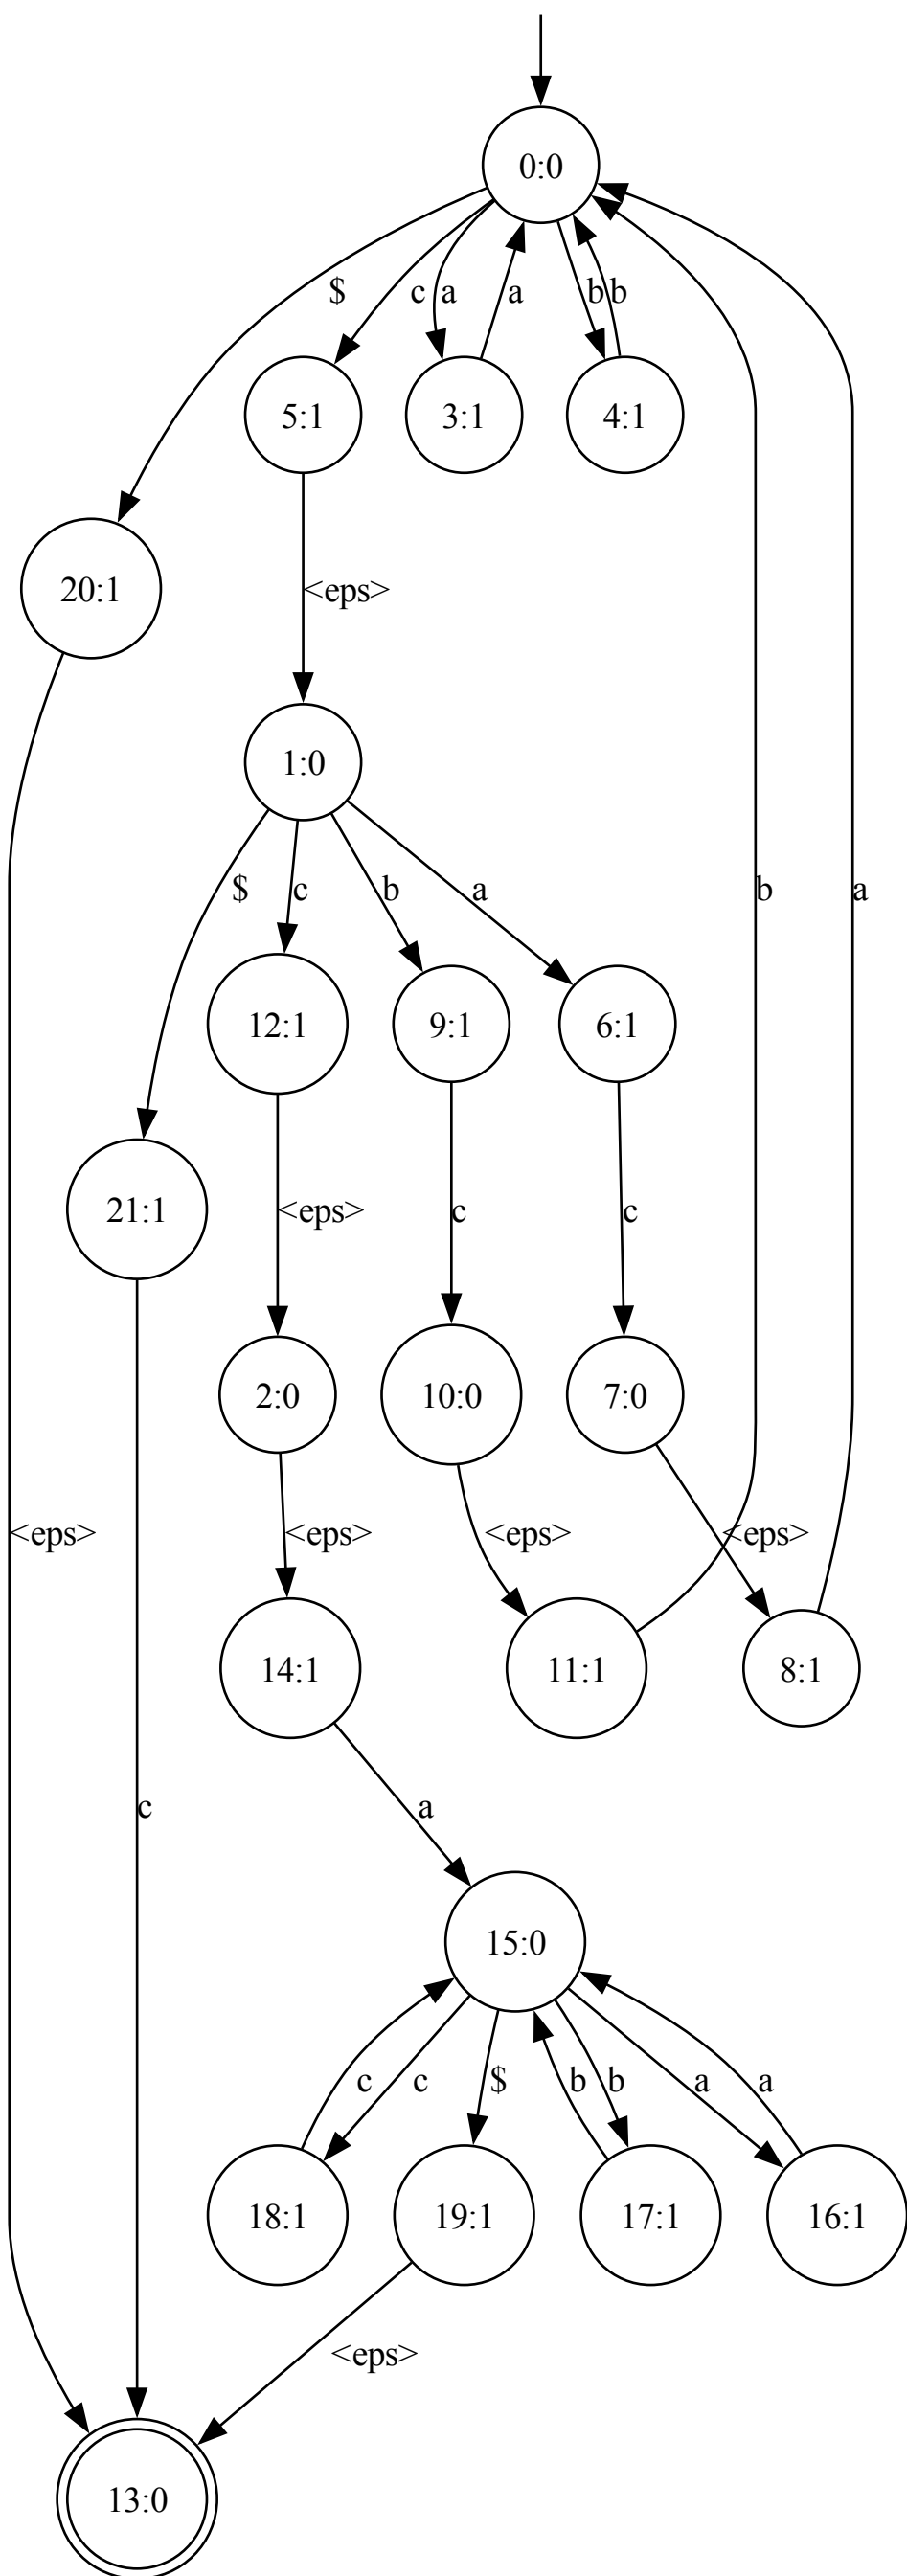 0:0
$ c a a b b
5:1 3:1 4:1
20:1 <eps>
1:0
$ c b a b a
12:1 9:1 6:1
21:1 <eps> c c
2:0 10:0 7:0
<eps> <eps> <eps> <eps>
14:1 11:1 8:1
c a
15:0
c c $ b b a a
18:1 19:1 17:1 16:1
<eps>
13:0